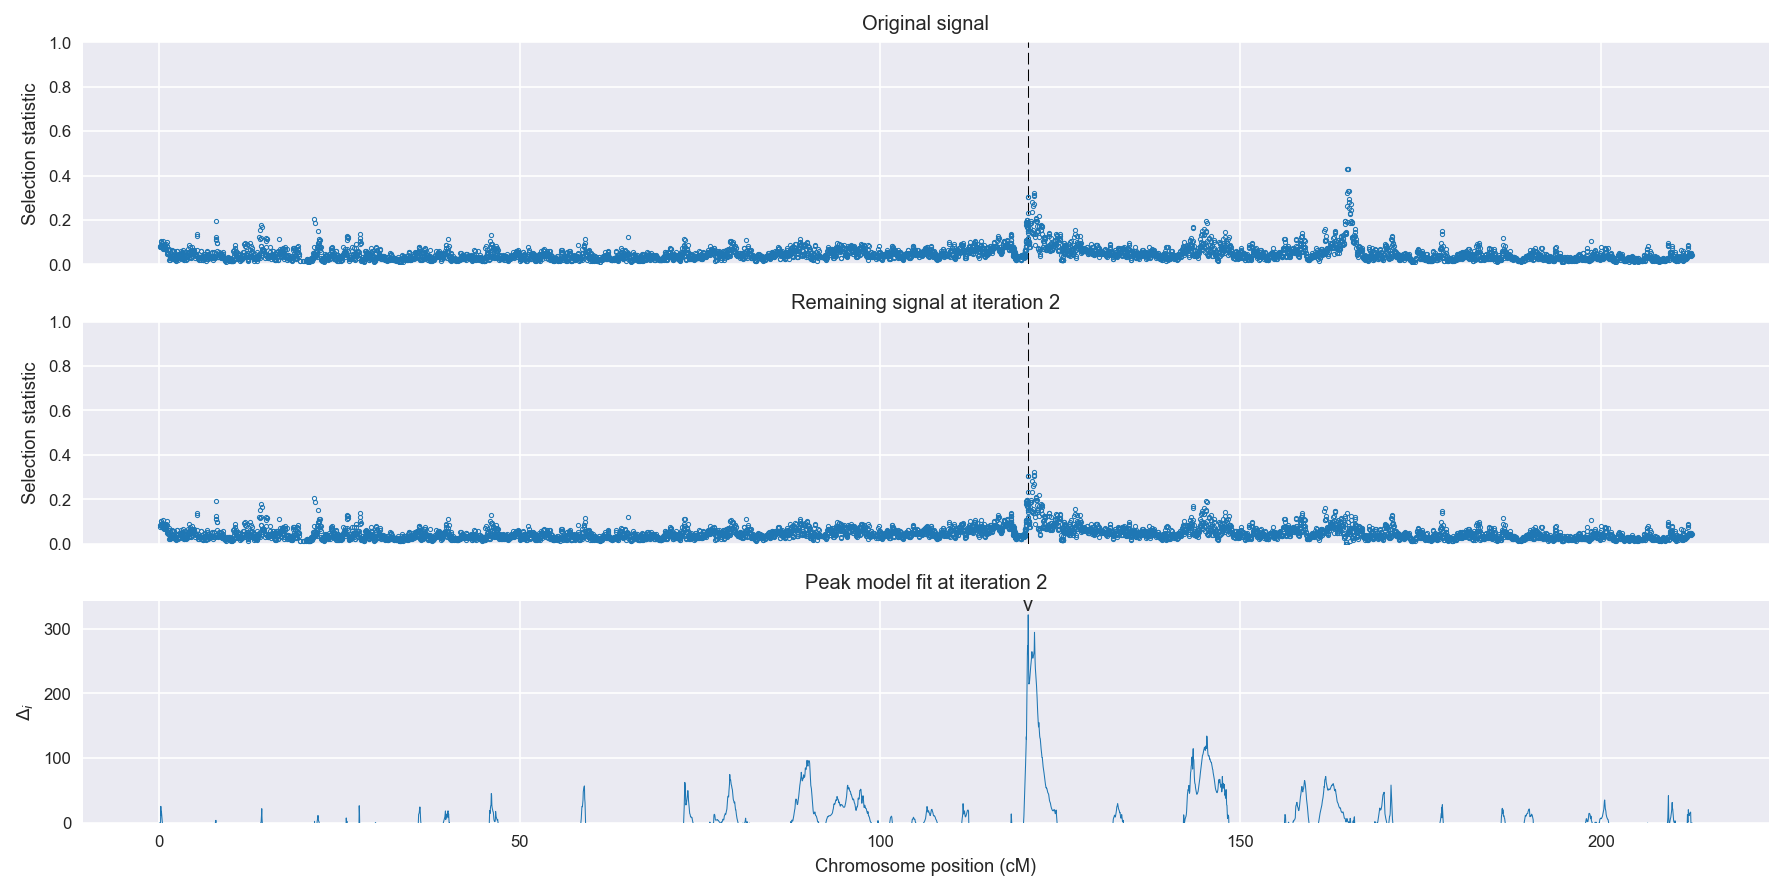 Original signal
1.0
0.8
0.6
0.4
0.2
0.0
Selection statistic
Remaining signal at iteration 2
1.0
0.8
0.6
0.4
0.2
0.0
Selection statistic
Peak model fit at iteration 2
v
300
200
100
0
Δi
0 50 100 150 200
Chromosome position (cM)